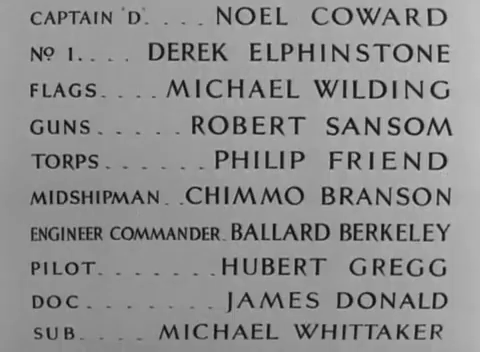 CAPTAIN 'D'.... NOEL COWARD
No 1..... DEREK ELPHINSTONE
FLAGS..... MICHAEL WILDING
GUNS...... ROBERT SANSOM
TORPS...... PHILIP FRIEND
MIDSHIPMAN.. CHIMMO BRANSON
ENGINEER COMMANDER. BALLARD BERKELEY
PILOT....... HUBERT GREGG
DOC....... JAMES DONALD
SUB..... MICHAEL WHITTAKER